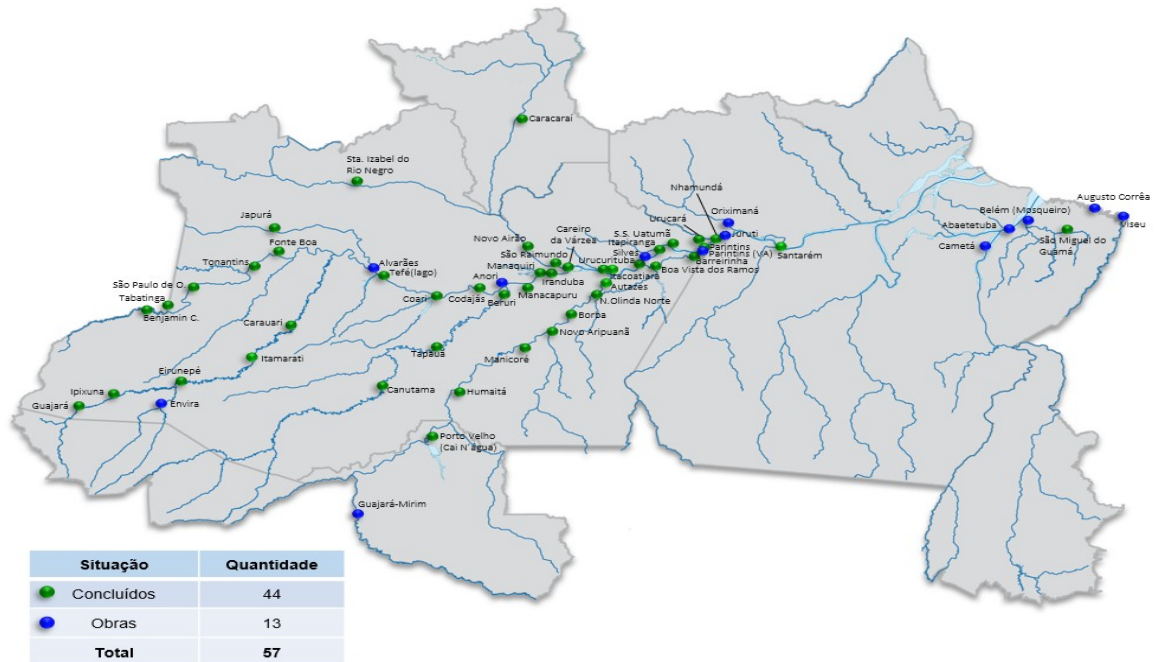 Caracaraí
Sta. Izabel do
Rio Negro
Nhamundá
Augusto Corrêa
Oriximaná
Belém (Mosqueiro)
Japurá
Urucará
Juruti
Abaetetuba
Viseu
Careiro
da Várzea
S.S. Uatumã
Itapiranga
Parintins
Cametá
São Miguel do
Guamá
Fonte Boa
Novo Airão
Silves
Parintins (VA)
Santarém
São Raimundo
Barreirinha
Tonantins
Alvarães
Manaquiri
Urucurituba
Boa Vista dos Ramos
Tefé(lago)
Anori
Iranduba
Itacoatiara
São Paulo de O.
Autazes
Tabatinga
Coari
Codajás
Beruri
Manacapuru
N.Olinda Norte
Benjamin C.
Borba
Carauari
Novo Aripuanã
Itamarati
Tapauá
Manicoré
Eirunepé
Ipixuna
Canutama
Humaitá
Guajará
Envira
Porto Velho
(Cai N'água)
Guajará-Mirim
Situação Quantidade
Concluídos 44
Obras 13
Total 57